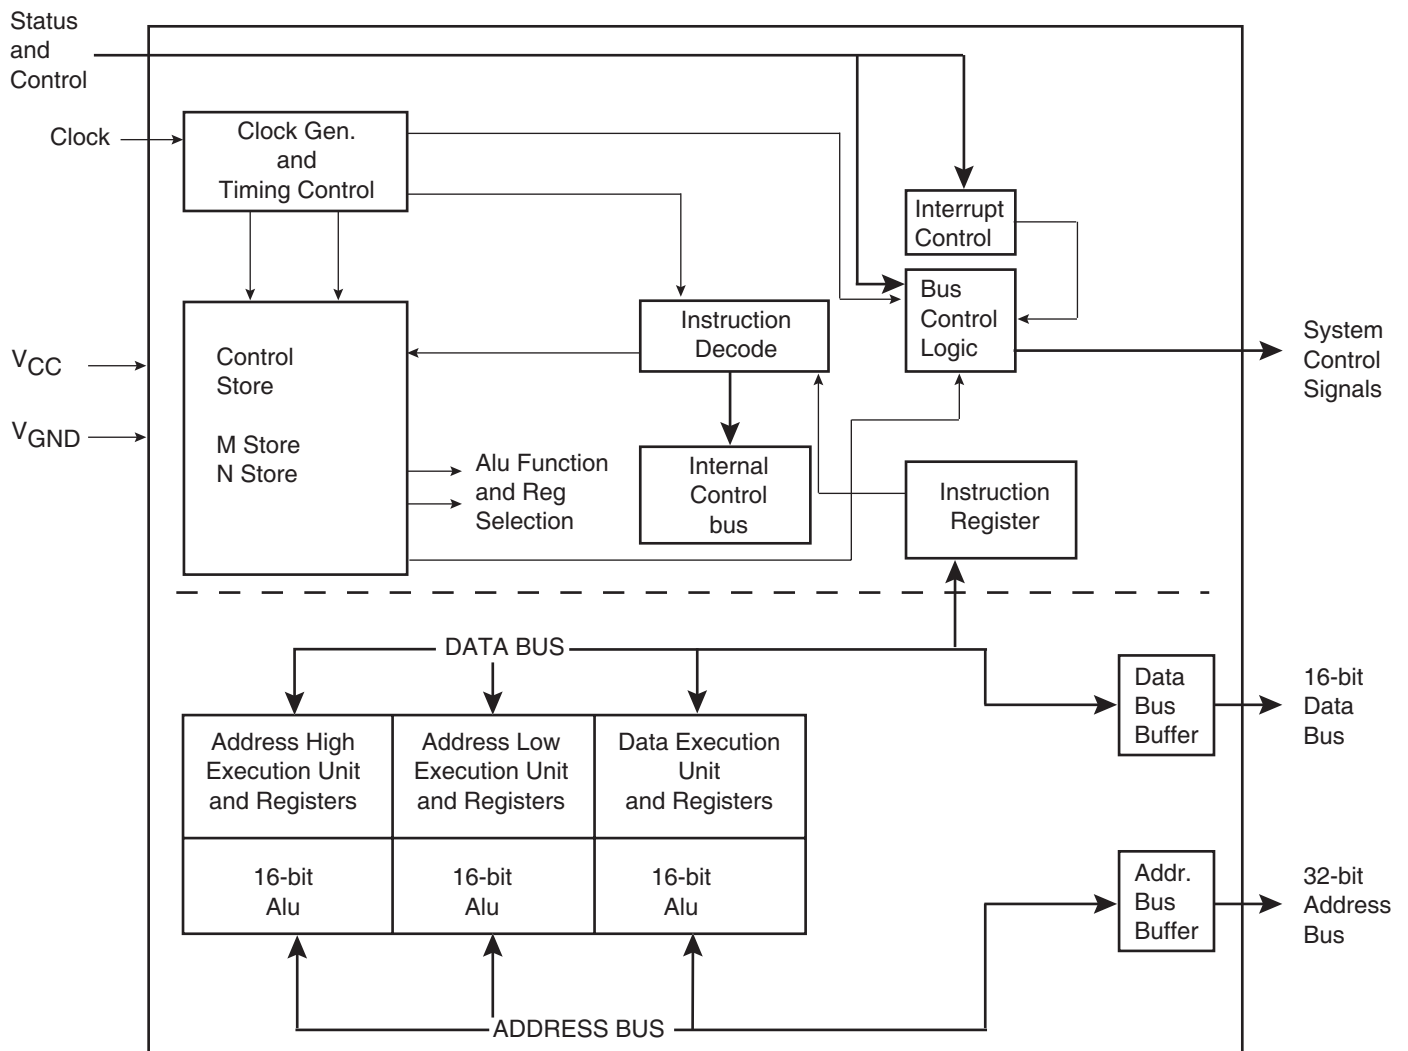 Status
and
Control
Clock
Clock Gen.
and
Timing Control
Interrupt
Control
Bus
Control
Logic
System
Control
Signals
Instruction
Decode
VCC
VGND
Control
Store
M Store
N Store
Alu Function
and Reg
Selection
Internal
Control
bus
Instruction
Register
DATA BUS
Data
Bus
Buffer
16-bit
Data
Bus
Address High
Execution Unit
and Registers
Address Low
Execution Unit
and Registers
Data Execution
Unit
and Registers
16-bit
Alu
16-bit
Alu
16-bit
Alu
Addr.
Bus
Buffer
32-bit
Address
Bus
ADDRESS BUS